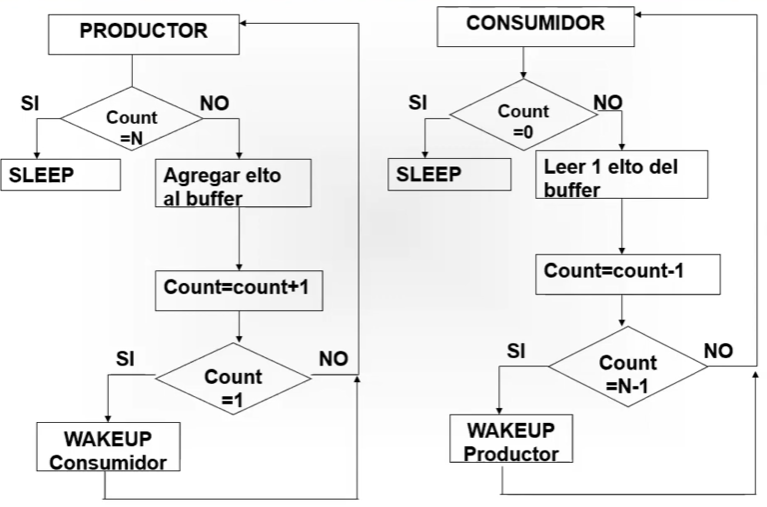 PRODUCTOR
SI
NO
Count
=N
SLEEP
Agregar elto
al buffer
Count=count+1
SI
NO
Count
=1
WAKEUP
Consumidor
CONSUMIDOR
SI
NO
Count
=0
SLEEP
Leer 1 elto del
buffer
Count=count-1
SI
NO
Count
=N-1
WAKEUP
Productor